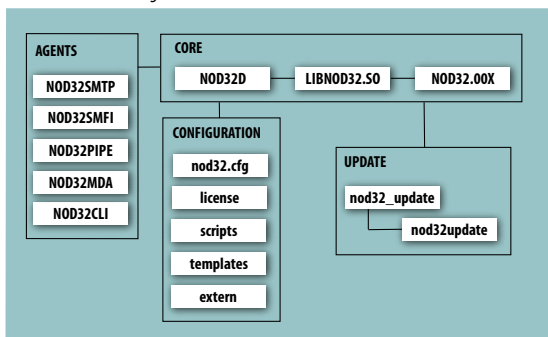 AGENTS
NOD32SMTP
NOD32SMFI
NOD32PIPE
NOD32MDA
NOD32CLI
CORE
NOD32D
LIBNOD32.SO
NOD32.00X
CONFIGURATION
nod32.cfg
license
scripts
templates
extern
UPDATE
nod32_update
nod32update